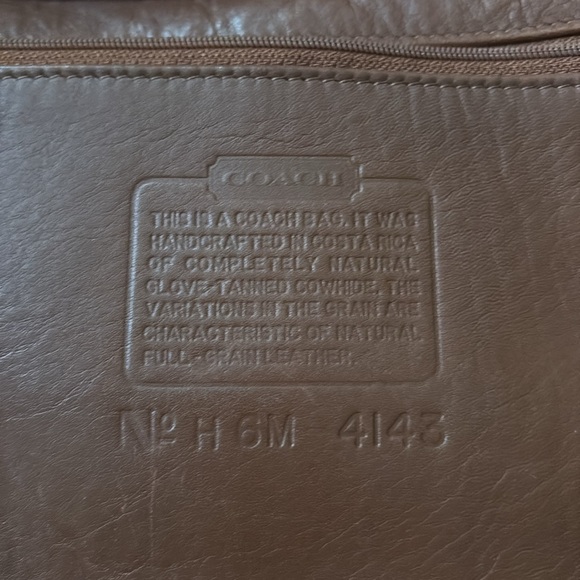 COACH
THIS IS A COACH BAG. IT WAS
HANDCRAFTED IN COSTA RICA
OF COMPLETELY NATURAL
GLOVE-TANNED COWHIDE. THE
VARIATIONS IN THE GRAIN ARE
CHARACTERISTIC OF NATURAL
FULL-GRAIN LEATHER.
Nº H6M 4143